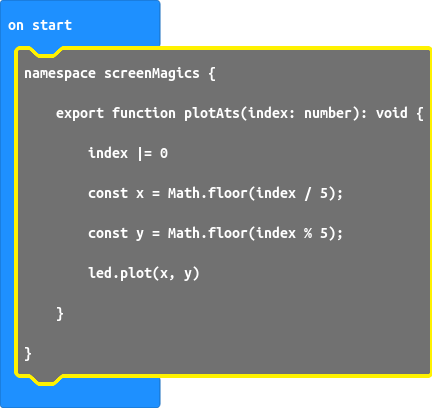 on start
namespace screenMagics {
export function plotAts(index: number): void {
index |= 0
const x = Math.floor(index / 5);
const y = Math.floor(index % 5);
led.plot(x, y)
}
}